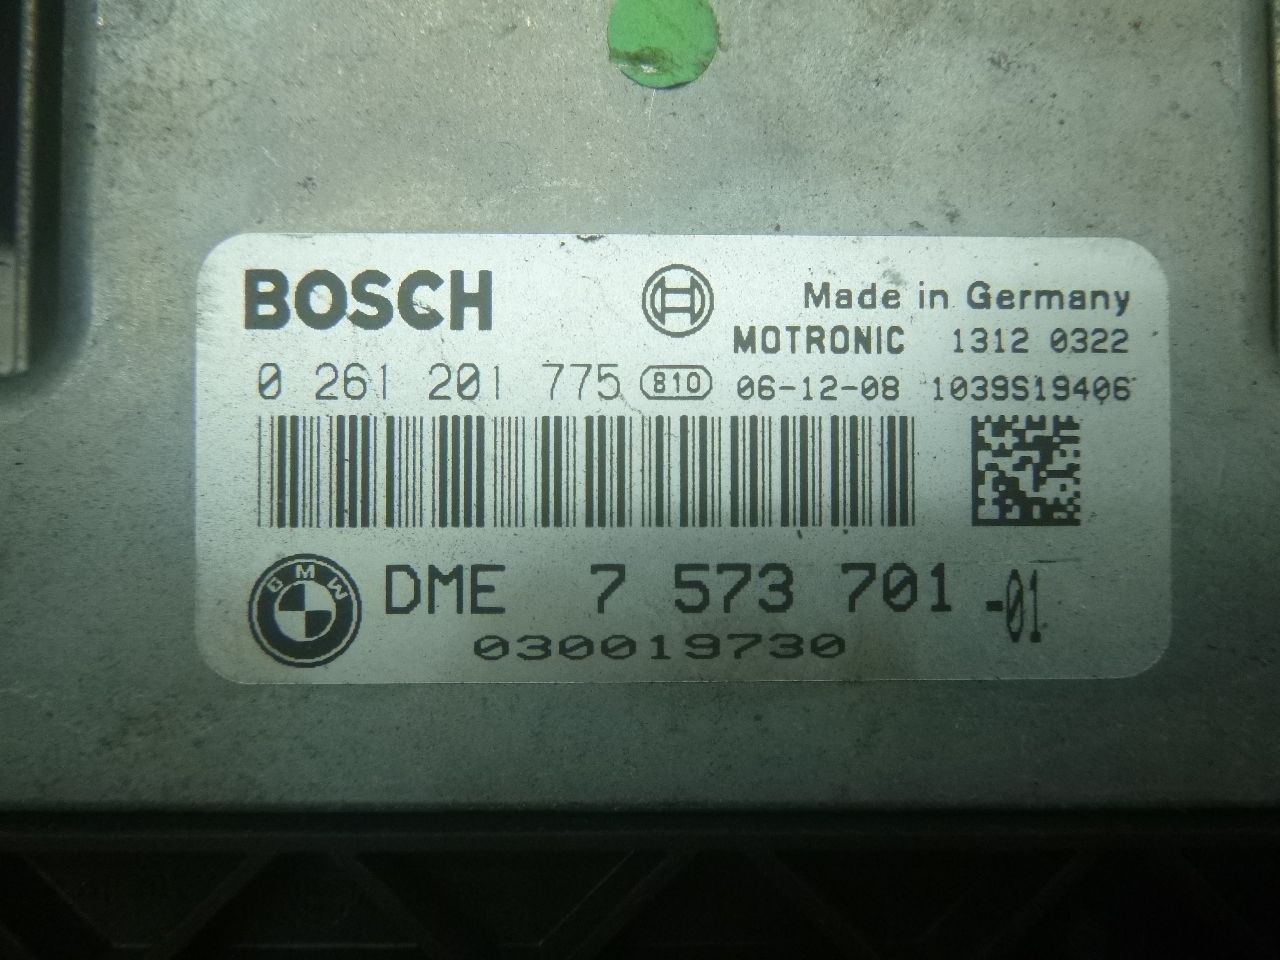 BOSCH
Made in Germany
MOTRONIC 1312 0322
0 261 201 775 810 06-12-08 1039S19406
BMW
DME 7 573 701 -01
030019730